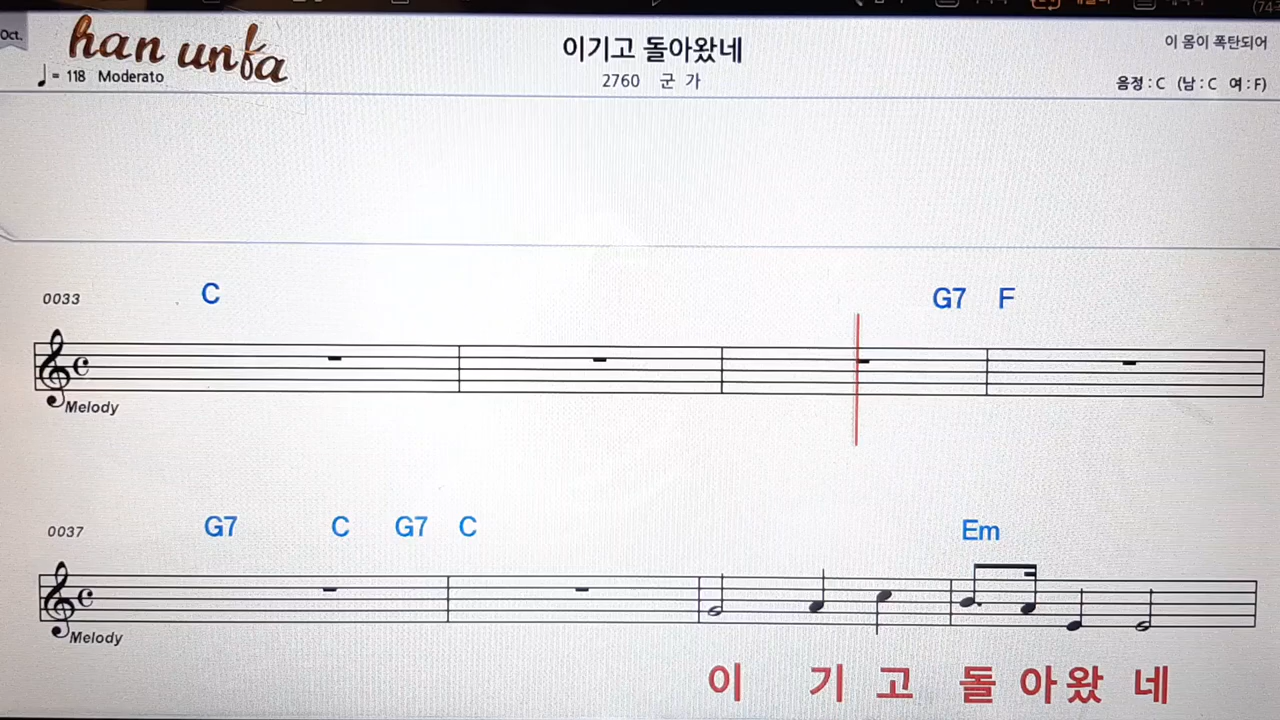 Oct.
han unba
이기고 돌아왔네
이 몸이 폭탄되어
♩= 118 Moderato
2760 군 가
음정 : C (남 : C 여 : F)
0033 C G7 F
Melody
0037 G7 C G7 C Em
Melody
이 기 고 돌 아 왔 네